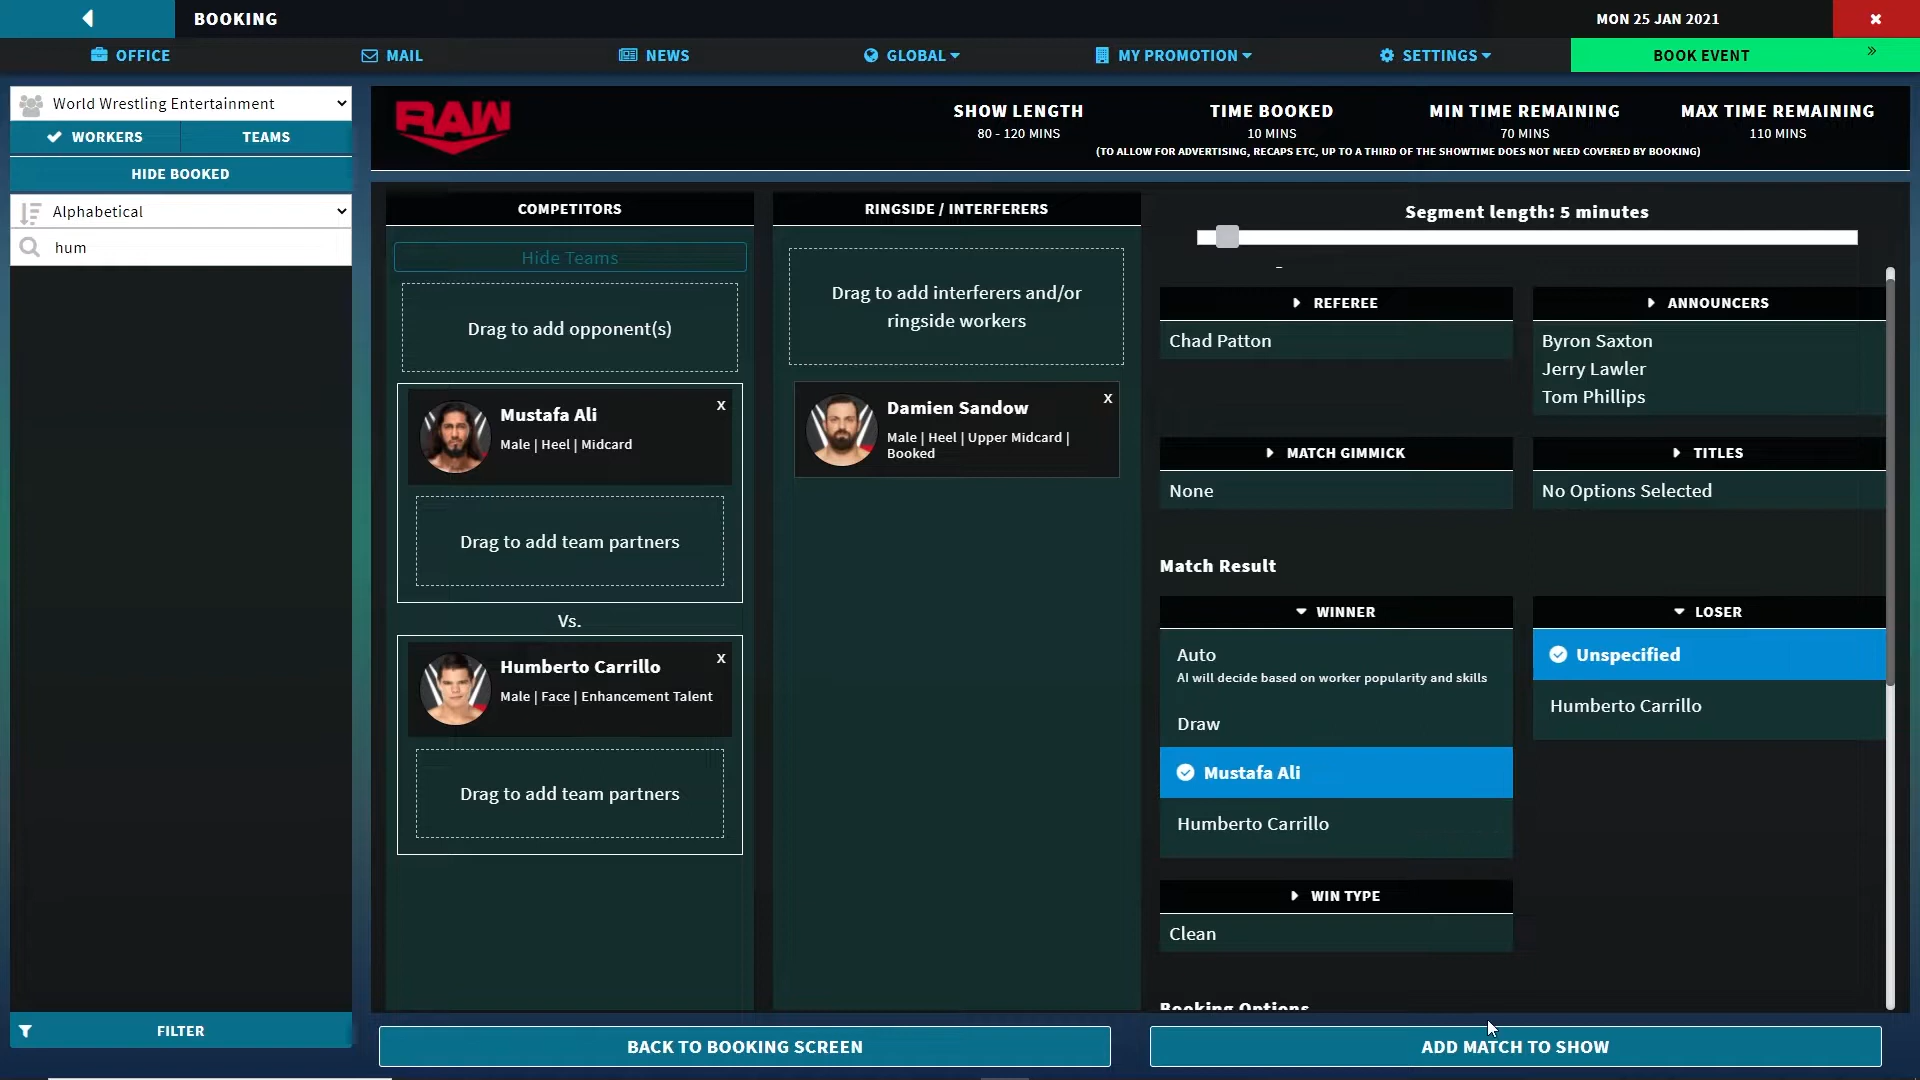 BOOKING
MON 25 JAN 2021
OFFICE
MAIL
NEWS
GLOBAL
MY PROMOTION
SETTINGS
BOOK EVENT
World Wrestling Entertainment
WORKERS
TEAMS
HIDE BOOKED
Alphabetical
hum
FILTER
RAW
SHOW LENGTH
80 - 120 MINS
TIME BOOKED
10 MINS
MIN TIME REMAINING
70 MINS
MAX TIME REMAINING
110 MINS
(TO ALLOW FOR ADVERTISING, RECAPS ETC, UP TO A THIRD OF THE SHOWTIME DOES NOT NEED COVERED BY BOOKING)
COMPETITORS
Hide Teams
Drag to add opponent(s)
Mustafa Ali
X
Male | Heel | Midcard
Drag to add team partners
Vs.
Humberto Carrillo
X
Male | Face | Enhancement Talent
Drag to add team partners
RINGSIDE / INTERFERERS
Drag to add interferers and/or
ringside workers
Damien Sandow
X
Male | Heel | Upper Midcard |
Booked
Segment length: 5 minutes
REFEREE
Chad Patton
ANNOUNCERS
Byron Saxton
Jerry Lawler
Tom Phillips
MATCH GIMMICK
None
TITLES
No Options Selected
Match Result
WINNER
Auto
AI will decide based on worker popularity and skills
Draw
Mustafa Ali
Humberto Carrillo
LOSER
Unspecified
Humberto Carrillo
WIN TYPE
Clean
Booking Options
BACK TO BOOKING SCREEN
ADD MATCH TO SHOW